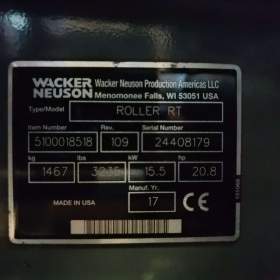 WACKER NEUSON Wacker Neuson Production Americas LLC
Menomonee Falls, WI 53051 USA
Type/Model ROLLER RT
Item Number Rev. Serial Number
5100018518 109 24408179
kg lbs kW hp
1467 3235 15.5 20.8
Manuf. Yr.
MADE IN USA 17 CE